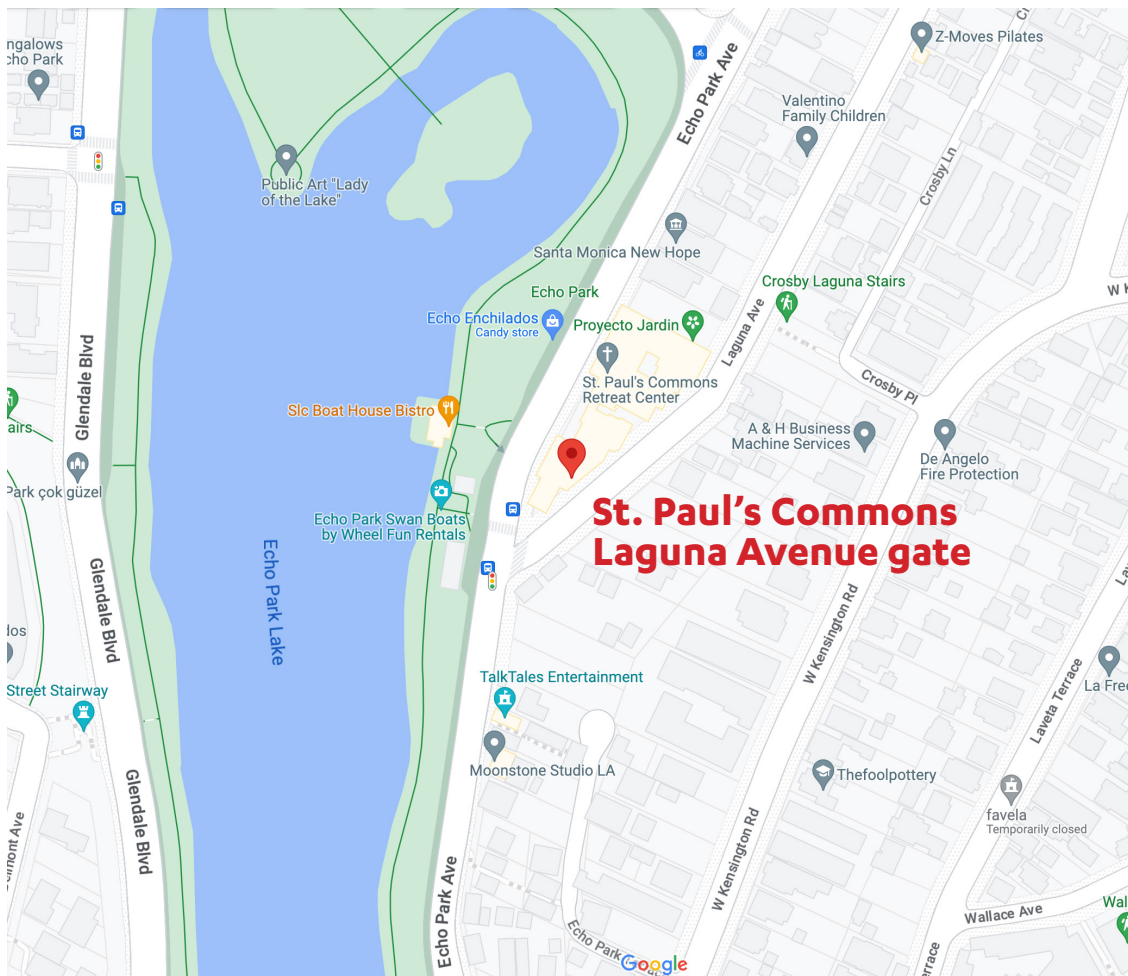 ngalows
cho Park
Z-Moves Pilates
Echo Park Ave
Valentino
Family Children
Crosby Ln
Public Art "Lady
of the Lake"
Santa Monica New Hope
Crosby Laguna Stairs
W K
Echo Park
Echo Enchilados
Candy store
Proyecto Jardin
Laguna Ave
Glendale Blvd
St. Paul's Commons
Retreat Center
Crosby Pl
Slc Boat House Bistro
airs
A & H Business
Machine Services
De Angelo
Fire Protection
Park çok güzel
St. Paul's Commons
Laguna Avenue gate
Echo Park Swan Boats
by Wheel Fun Rentals
Echo Park Lake
Glendale Blvd
W Kensington Rd
dos
TalkTales Entertainment
Street Stairway
La Free
Laveta Terrace
Moonstone Studio LA
Thefoolpottery
Glendale Blvd
favela
Temporarily closed
W Kensington Rd
Echo Park Ave
Wallace Ave
Wal
Echo Park
Google
errace